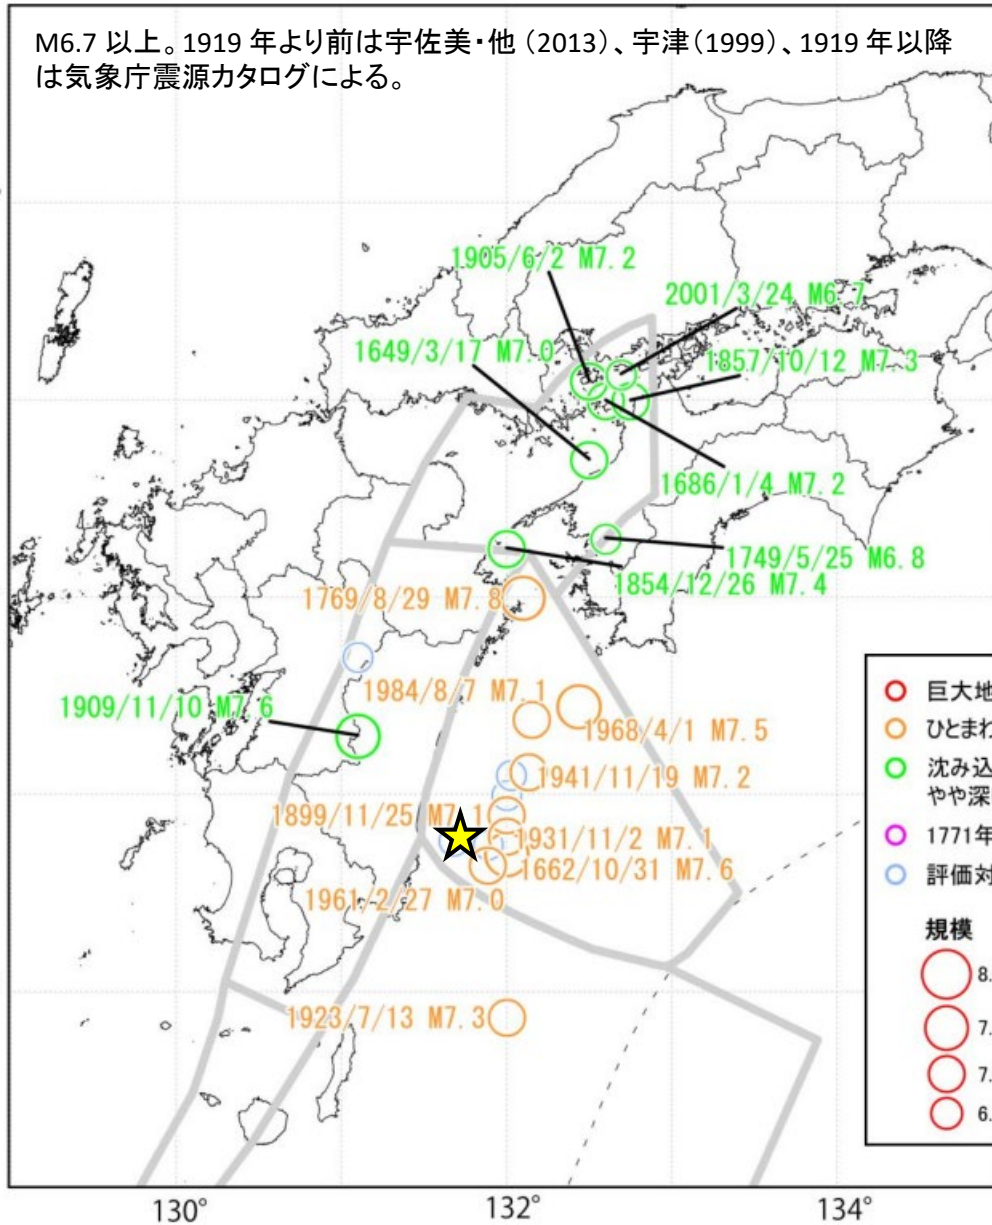 M6.7 以上。1919 年より前は宇佐美・他 (2013)、宇津(1999)、1919 年以降
は気象庁震源カタログによる。
1905/6/2 M7.2
2001/3/24 M6.7
1649/3/17 M7.0
1857/10/12 M7.3
1686/1/4 M7.2
1749/5/25 M6.8
1854/12/26 M7.4
1769/8/29 M7.8
1984/8/7 M7.1
1909/11/10 M7.6
1968/4/1 M7.5
1941/11/19 M7.2
1899/11/25 M7.1
1931/11/2 M7.1
1662/10/31 M7.6
1961/2/27 M7.0
1923/7/13 M7.3
巨大地
ひとまわ
沈み込
やや深
1771年
評価対
規模
8.
7.
7.
6.
130°
132°
134°